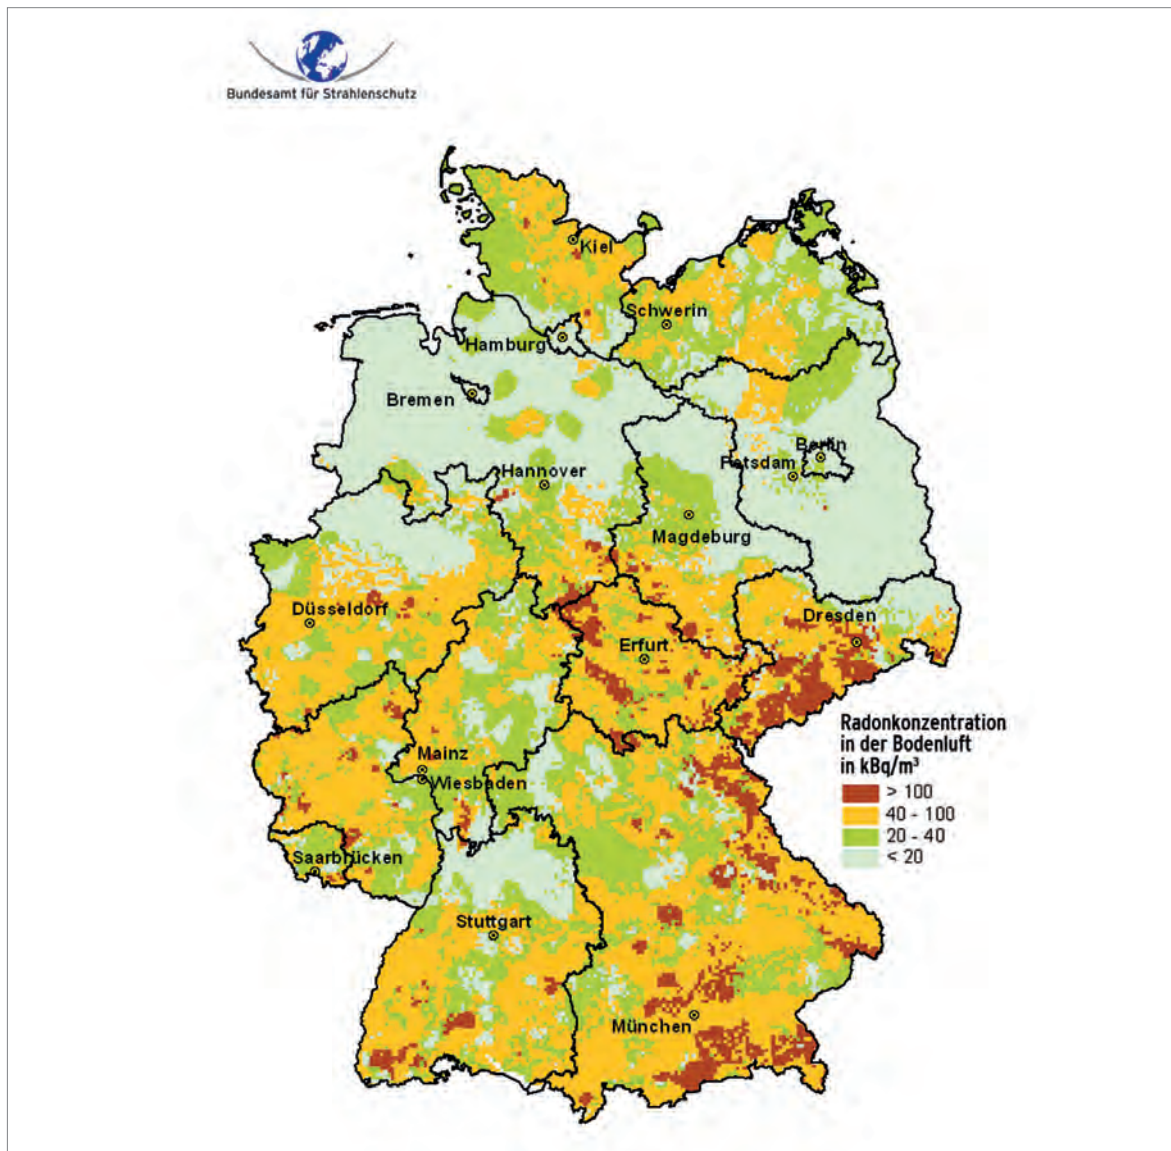 Bundesamt für Strahlenschutz
Kiel
Schwerin
Hamburg
Bremen
Berlin
Potsdam
Hannover
Magdeburg
Düsseldorf
Dresden
Erfurt
Radonkonzentration
in der Bodenluft
in kBq/m³
> 100
40 - 100
20 - 40
< 20
Mainz
Wiesbaden
Saarbrücken
Stuttgart
München